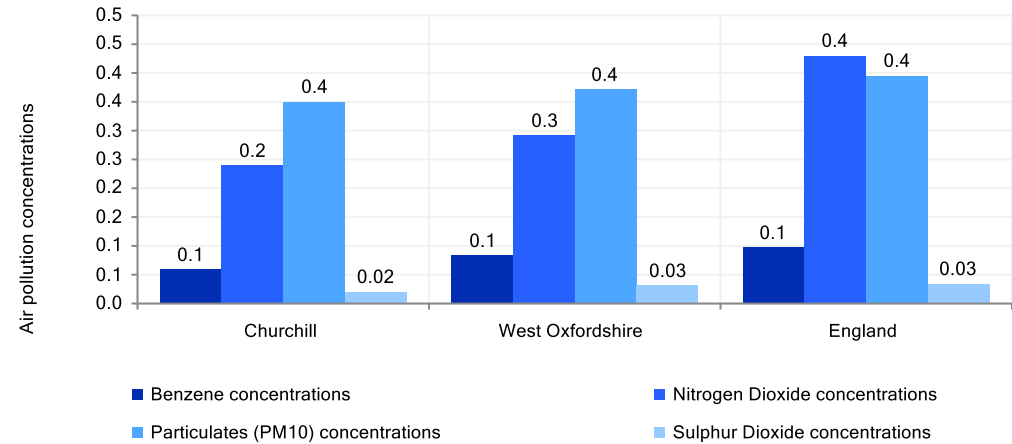 Air pollution concentrations
0.5
0.5
0.4
0.4
0.3
0.3
0.2
0.2
0.1
0.1
0.0
0.1
0.2
0.4
0.02
0.1
0.3
0.4
0.03
0.1
0.4
0.4
0.03
Churchill
West Oxfordshire
England
Benzene concentrations
Nitrogen Dioxide concentrations
Particulates (PM10) concentrations
Sulphur Dioxide concentrations